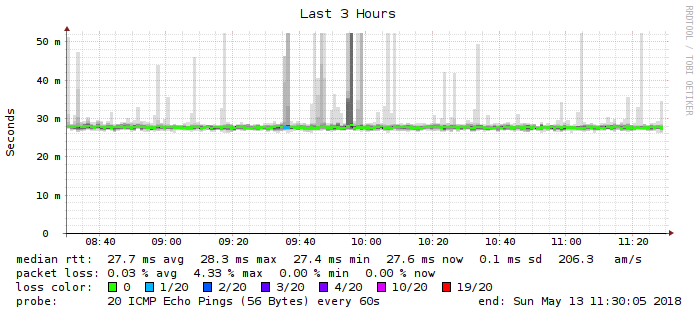 Last 3 Hours
RRDTOOL / TOBI OETIKER
Seconds
50 m
40 m
30 m
20 m
10 m
0
08:40 09:00 09:20 09:40 10:00 10:20 10:40 11:00 11:20
median rtt: 27.7 ms avg 28.3 ms max 27.4 ms min 27.6 ms now 0.1 ms sd 206.3 am/s
packet loss: 0.03 % avg 4.33 % max 0.00 % min 0.00 % now
loss color: 0 1/20 2/20 3/20 4/20 10/20 19/20
probe: 20 ICMP Echo Pings (56 Bytes) every 60s end: Sun May 13 11:30:05 2018